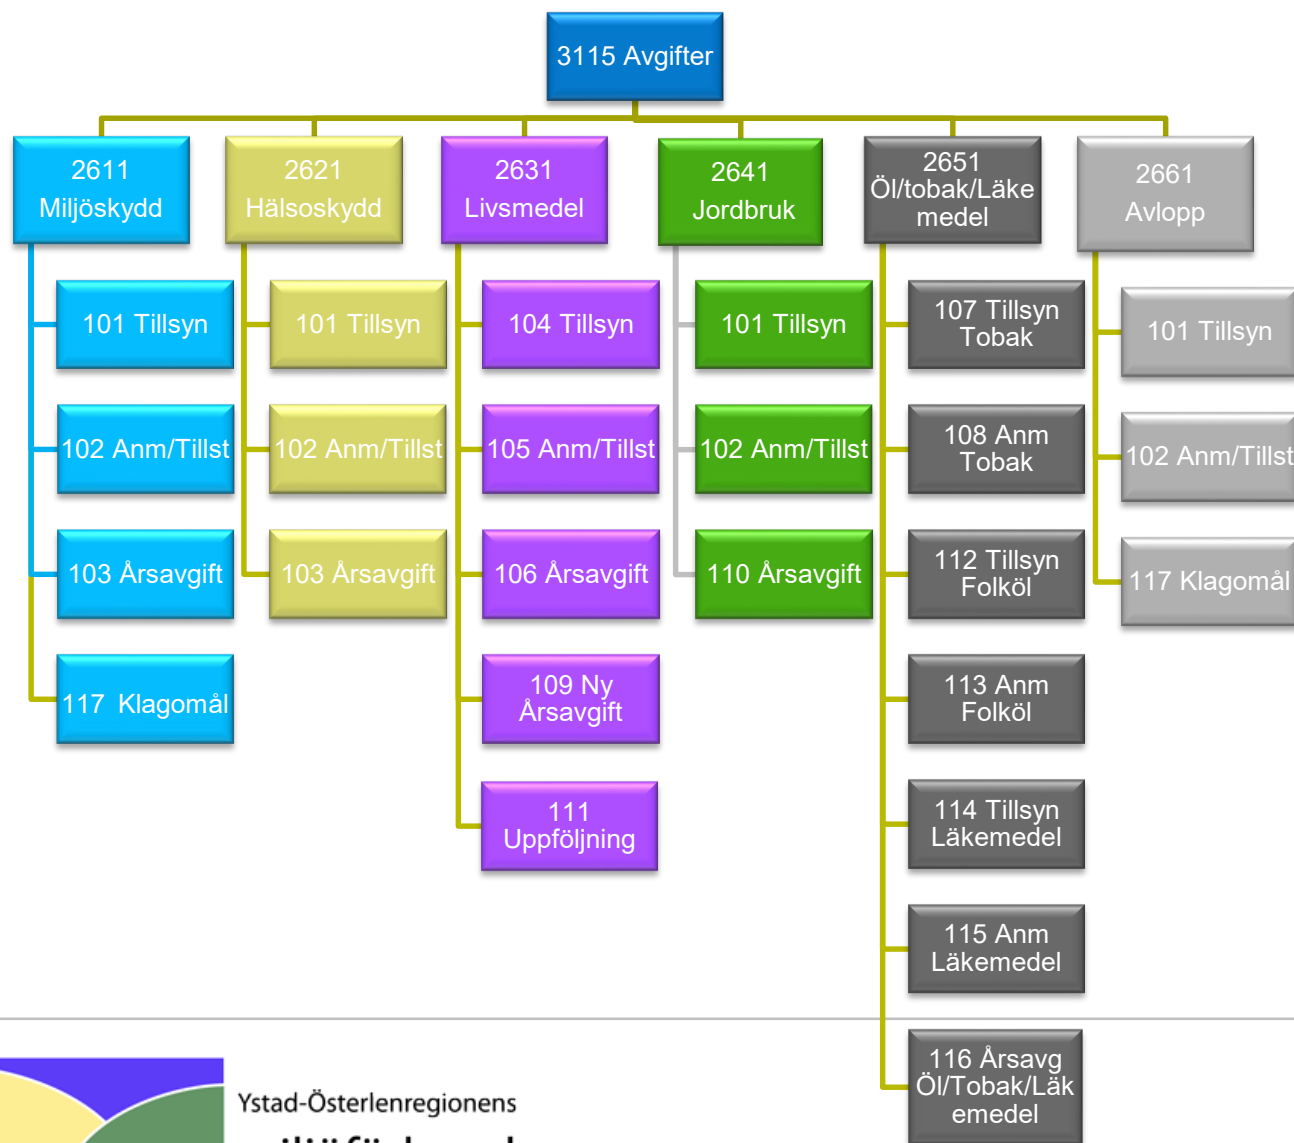 3115 Avgifter
2611
Miljöskydd
101 Tillsyn
102 Anm/Tillst
103 Årsavgift
117 Klagomål
2621
Hälsoskydd
101 Tillsyn
102 Anm/Tillst
103 Årsavgift
2631
Livsmedel
104 Tillsyn
105 Anm/Tillst
106 Årsavgift
109 Ny
Årsavgift
111
Uppföljning
2641
Jordbruk
101 Tillsyn
102 Anm/Tillst
110 Årsavgift
2651
Öl/tobak/Läke
medel
107 Tillsyn
Tobak
108 Anm
Tobak
112 Tillsyn
Folköl
113 Anm
Folköl
114 Tillsyn
Läkemedel
115 Anm
Läkemedel
116 Årsavg
Öl/Tobak/Läk
emedel
2661
Avlopp
101 Tillsyn
102 Anm/Tillst
117 Klagomål
Ystad-Österlenregionens